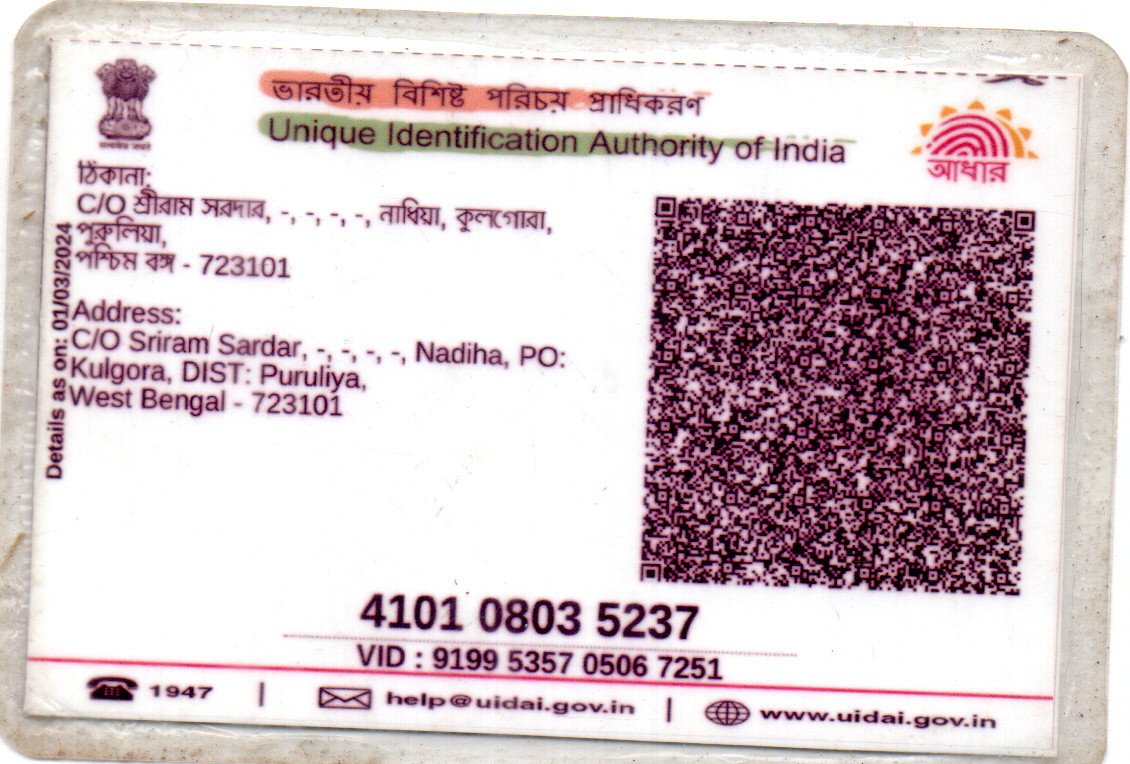 ভারতীয় বিশিষ্ট পরিচয় প্রাধিকরণ
Unique Identification Authority of India
আধার
ঠিকানা:
C/O শ্রীরাম সরদার, -, -, -, -, নাধিয়া, কুলগোরা,
পুরুলিয়া,
পশ্চিম বঙ্গ - 723101
Address:
C/O Sriram Sardar, -, -, -, -, Nadiha, PO:
Kulgora, DIST: Puruliya,
West Bengal - 723101
Details as on: 01/03/2024
4101 0803 5237
VID : 9199 5357 0506 7251
1947 | help@uidai.gov.in | www.uidai.gov.in